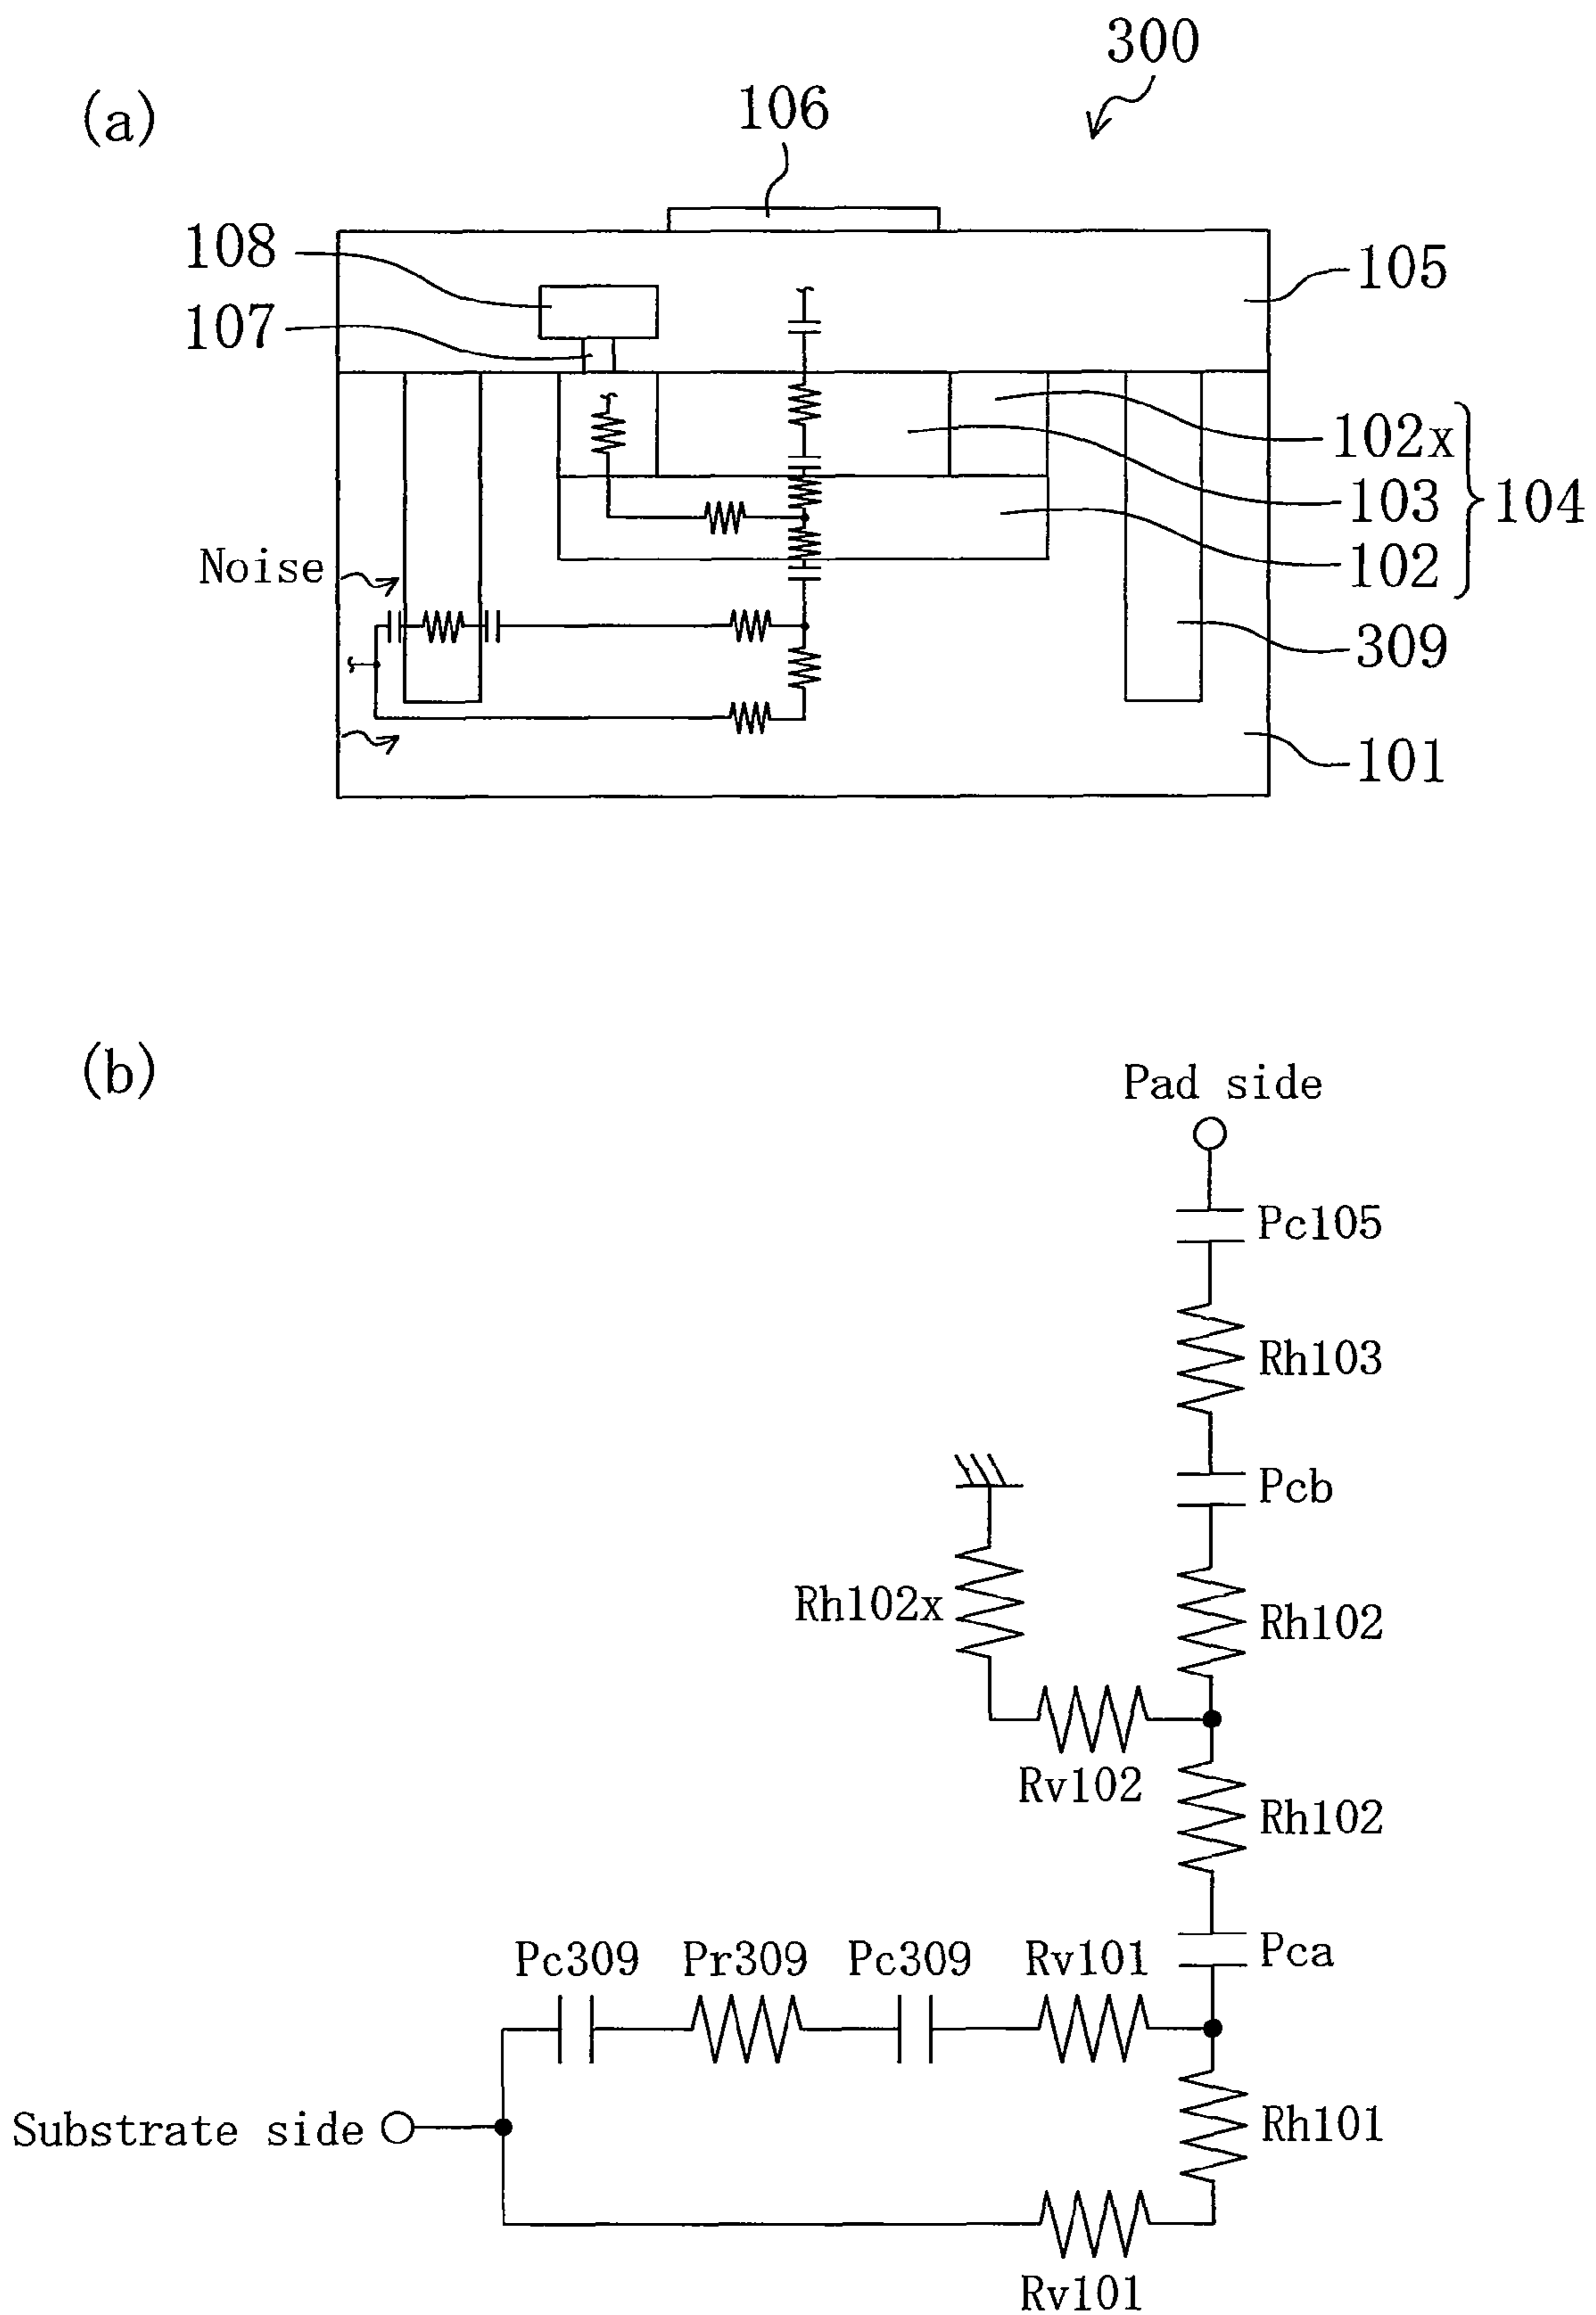 300
(a)
106
108
105
107
102x
103
104
102
Noise
309
101
(b)
Pad side
Pc105
Rh103
Pcb
Rh102x
Rh102
Rv102
Rh102
Pc309 Pr309 Pc309 Rv101
Pca
Substrate side
Rh101
Rv101